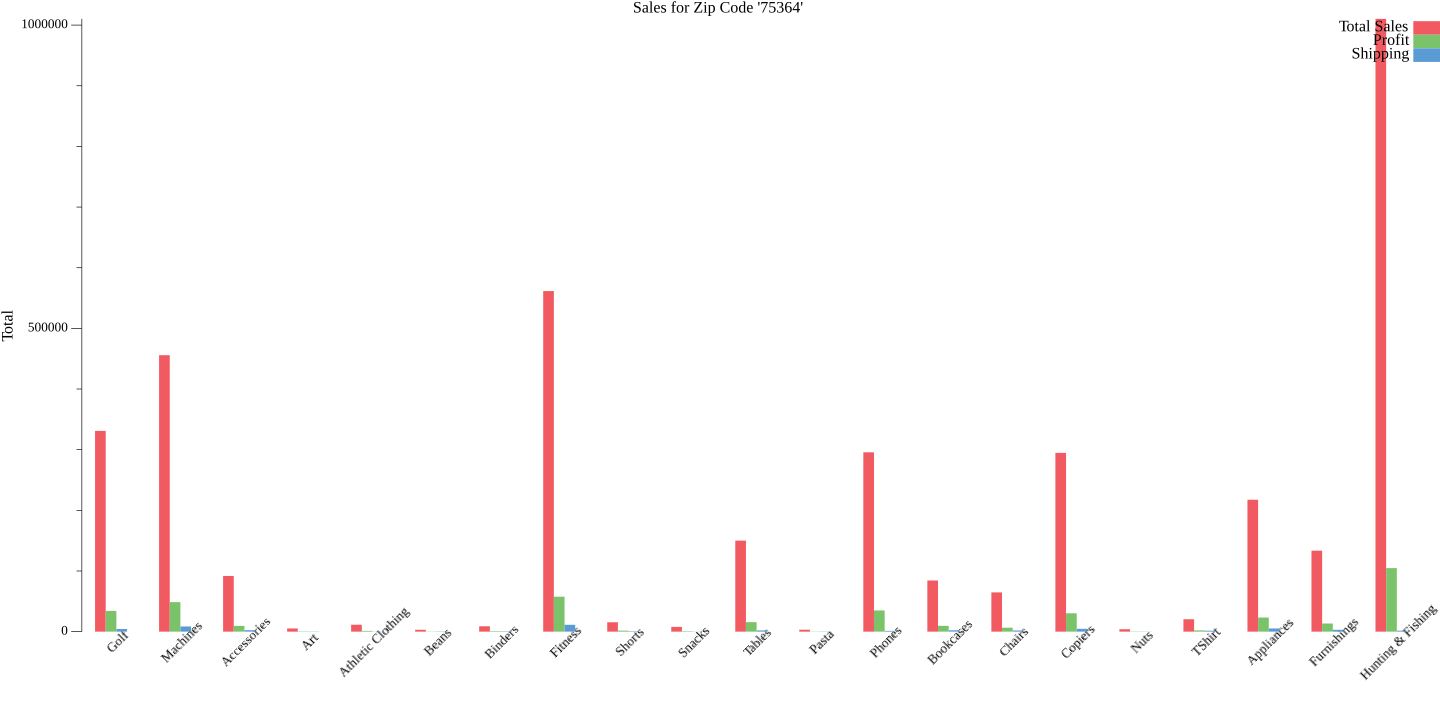 Sales for Zip Code '75364'
Total Sales
Profit
Shipping
Total
1000000
500000
0
Golf
Machines
Accessories
Art
Athletic Clothing
Beans
Binders
Fitness
Shorts
Snacks
Tables
Pasta
Phones
Bookcases
Chairs
Copiers
Nuts
TShirt
Appliances
Furnishings
Hunting & Fishing